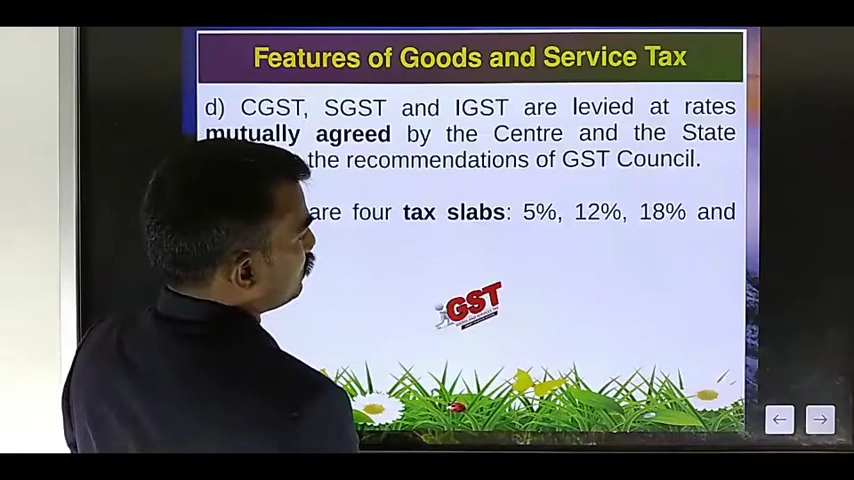 Features of Goods and Service Tax
d) CGST, SGST and IGST are levied at rates
mutually agreed by the Centre and the State
the recommendations of GST Council.
are four tax slabs: 5%, 12%, 18% and
GST